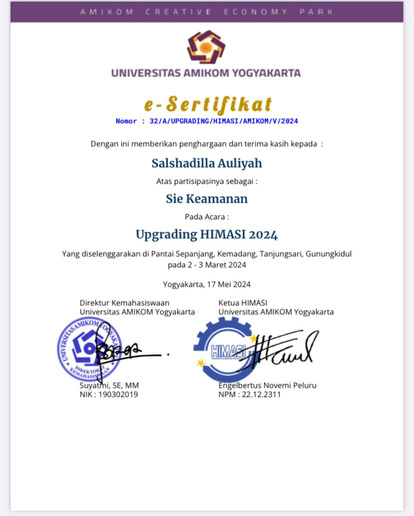 AMIKOM CREATIVE ECONOMY PARK
UNIVERSITAS AMIKOM YOGYAKARTA
e-Sertifikat
Nomor : 32/A/UPGRADING/HIMASI/AMIKOM/V/2024
Dengan ini memberikan penghargaan dan terima kasih kepada :
Salshadilla Auliyah
Atas partisipasinya sebagai :
Sie Keamanan
Pada Acara :
Upgrading HIMASI 2024
Yang diselenggarakan di Pantai Sepanjang, Kemadang, Tanjungsari, Gunungkidul
pada 2 - 3 Maret 2024
Yogyakarta, 17 Mei 2024
Direktur Kemahasiswaan
Universitas AMIKOM Yogyakarta
UNIVERSITAS AMIKOM YOGYAKARTA
DIREKTORAT
KEMAHASISWAAN
Suyatmi, SE, MM
NIK : 190302019
Ketua HIMASI
Universitas AMIKOM Yogyakarta
HIMASI
Engelbertus Novemi Peluru
NPM : 22.12.2311